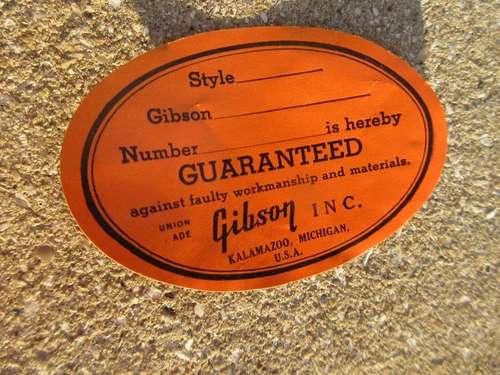 Style
Gibson
Number is hereby
GUARANTEED
against faulty workmanship and materials.
UNION
ADE
Gibson INC.
KALAMAZOO, MICHIGAN,
U.S.A.